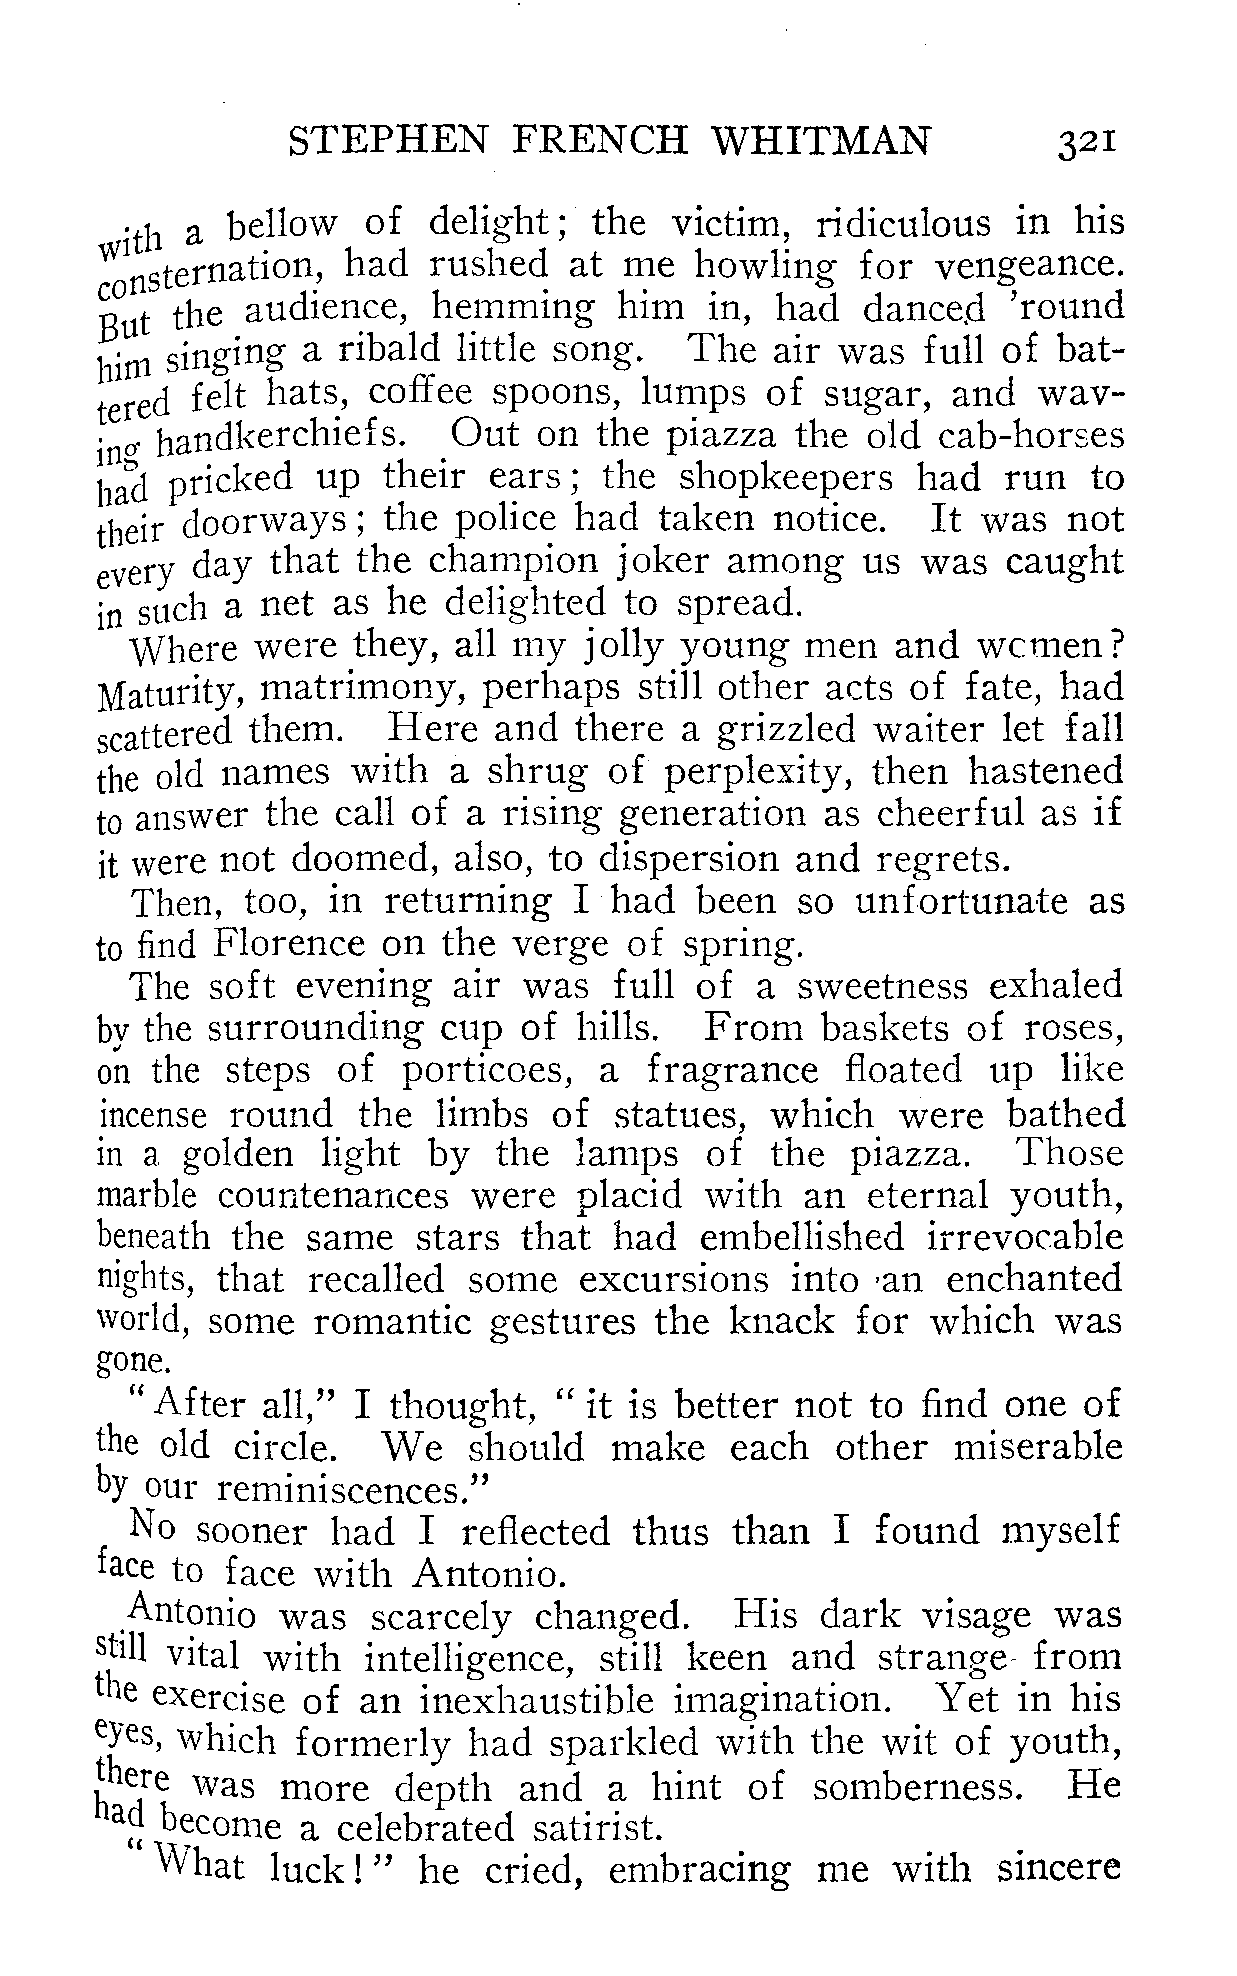 STEPHEN FRENCH WHITMAN 321
with a bellow of delight; the victim, ridiculous in his
consternation, had rushed at me howling for vengeance.
But the audience, hemming him in, had danced 'round
him singing a ribald little song. The air was full of bat-
tered felt hats, coffee spoons, lumps of sugar, and wav-
ing handkerchiefs. Out on the piazza the old cab-horses
had pricked up their ears; the shopkeepers had run to
their doorways; the police had taken notice. It was not
every day that the champion joker among us was caught
in such a net as he delighted to spread.
Where were they, all my jolly young men and women?
Maturity, matrimony, perhaps still other acts of fate, had
scattered them. Here and there a grizzled waiter let fall
the old names with a shrug of perplexity, then hastened
to answer the call of a rising generation as cheerful as if
it were not doomed, also, to dispersion and regrets.
Then, too, in returning I had been so unfortunate as
to find Florence on the verge of spring.
The soft evening air was full of a sweetness exhaled
by the surrounding cup of hills. From baskets of roses,
on the steps of porticoes, a fragrance floated up like
incense round the limbs of statues, which were bathed
in a golden light by the lamps of the piazza. Those
marble countenances were placid with an eternal youth,
beneath the same stars that had embellished irrevocable
nights, that recalled some excursions into an enchanted
world, some romantic gestures the knack for which was
gone.
"After all," I thought, "it is better not to find one of
the old circle. We should make each other miserable
by our reminiscences."
No sooner had I reflected thus than I found myself
face to face with Antonio.
Antonio was scarcely changed. His dark visage was
still vital with intelligence, still keen and strange from
the exercise of an inexhaustible imagination. Yet in his
eyes, which formerly had sparkled with the wit of youth,
there was more depth and a hint of somberness. He
had become a celebrated satirist.
"What luck!" he cried, embracing me with sincere